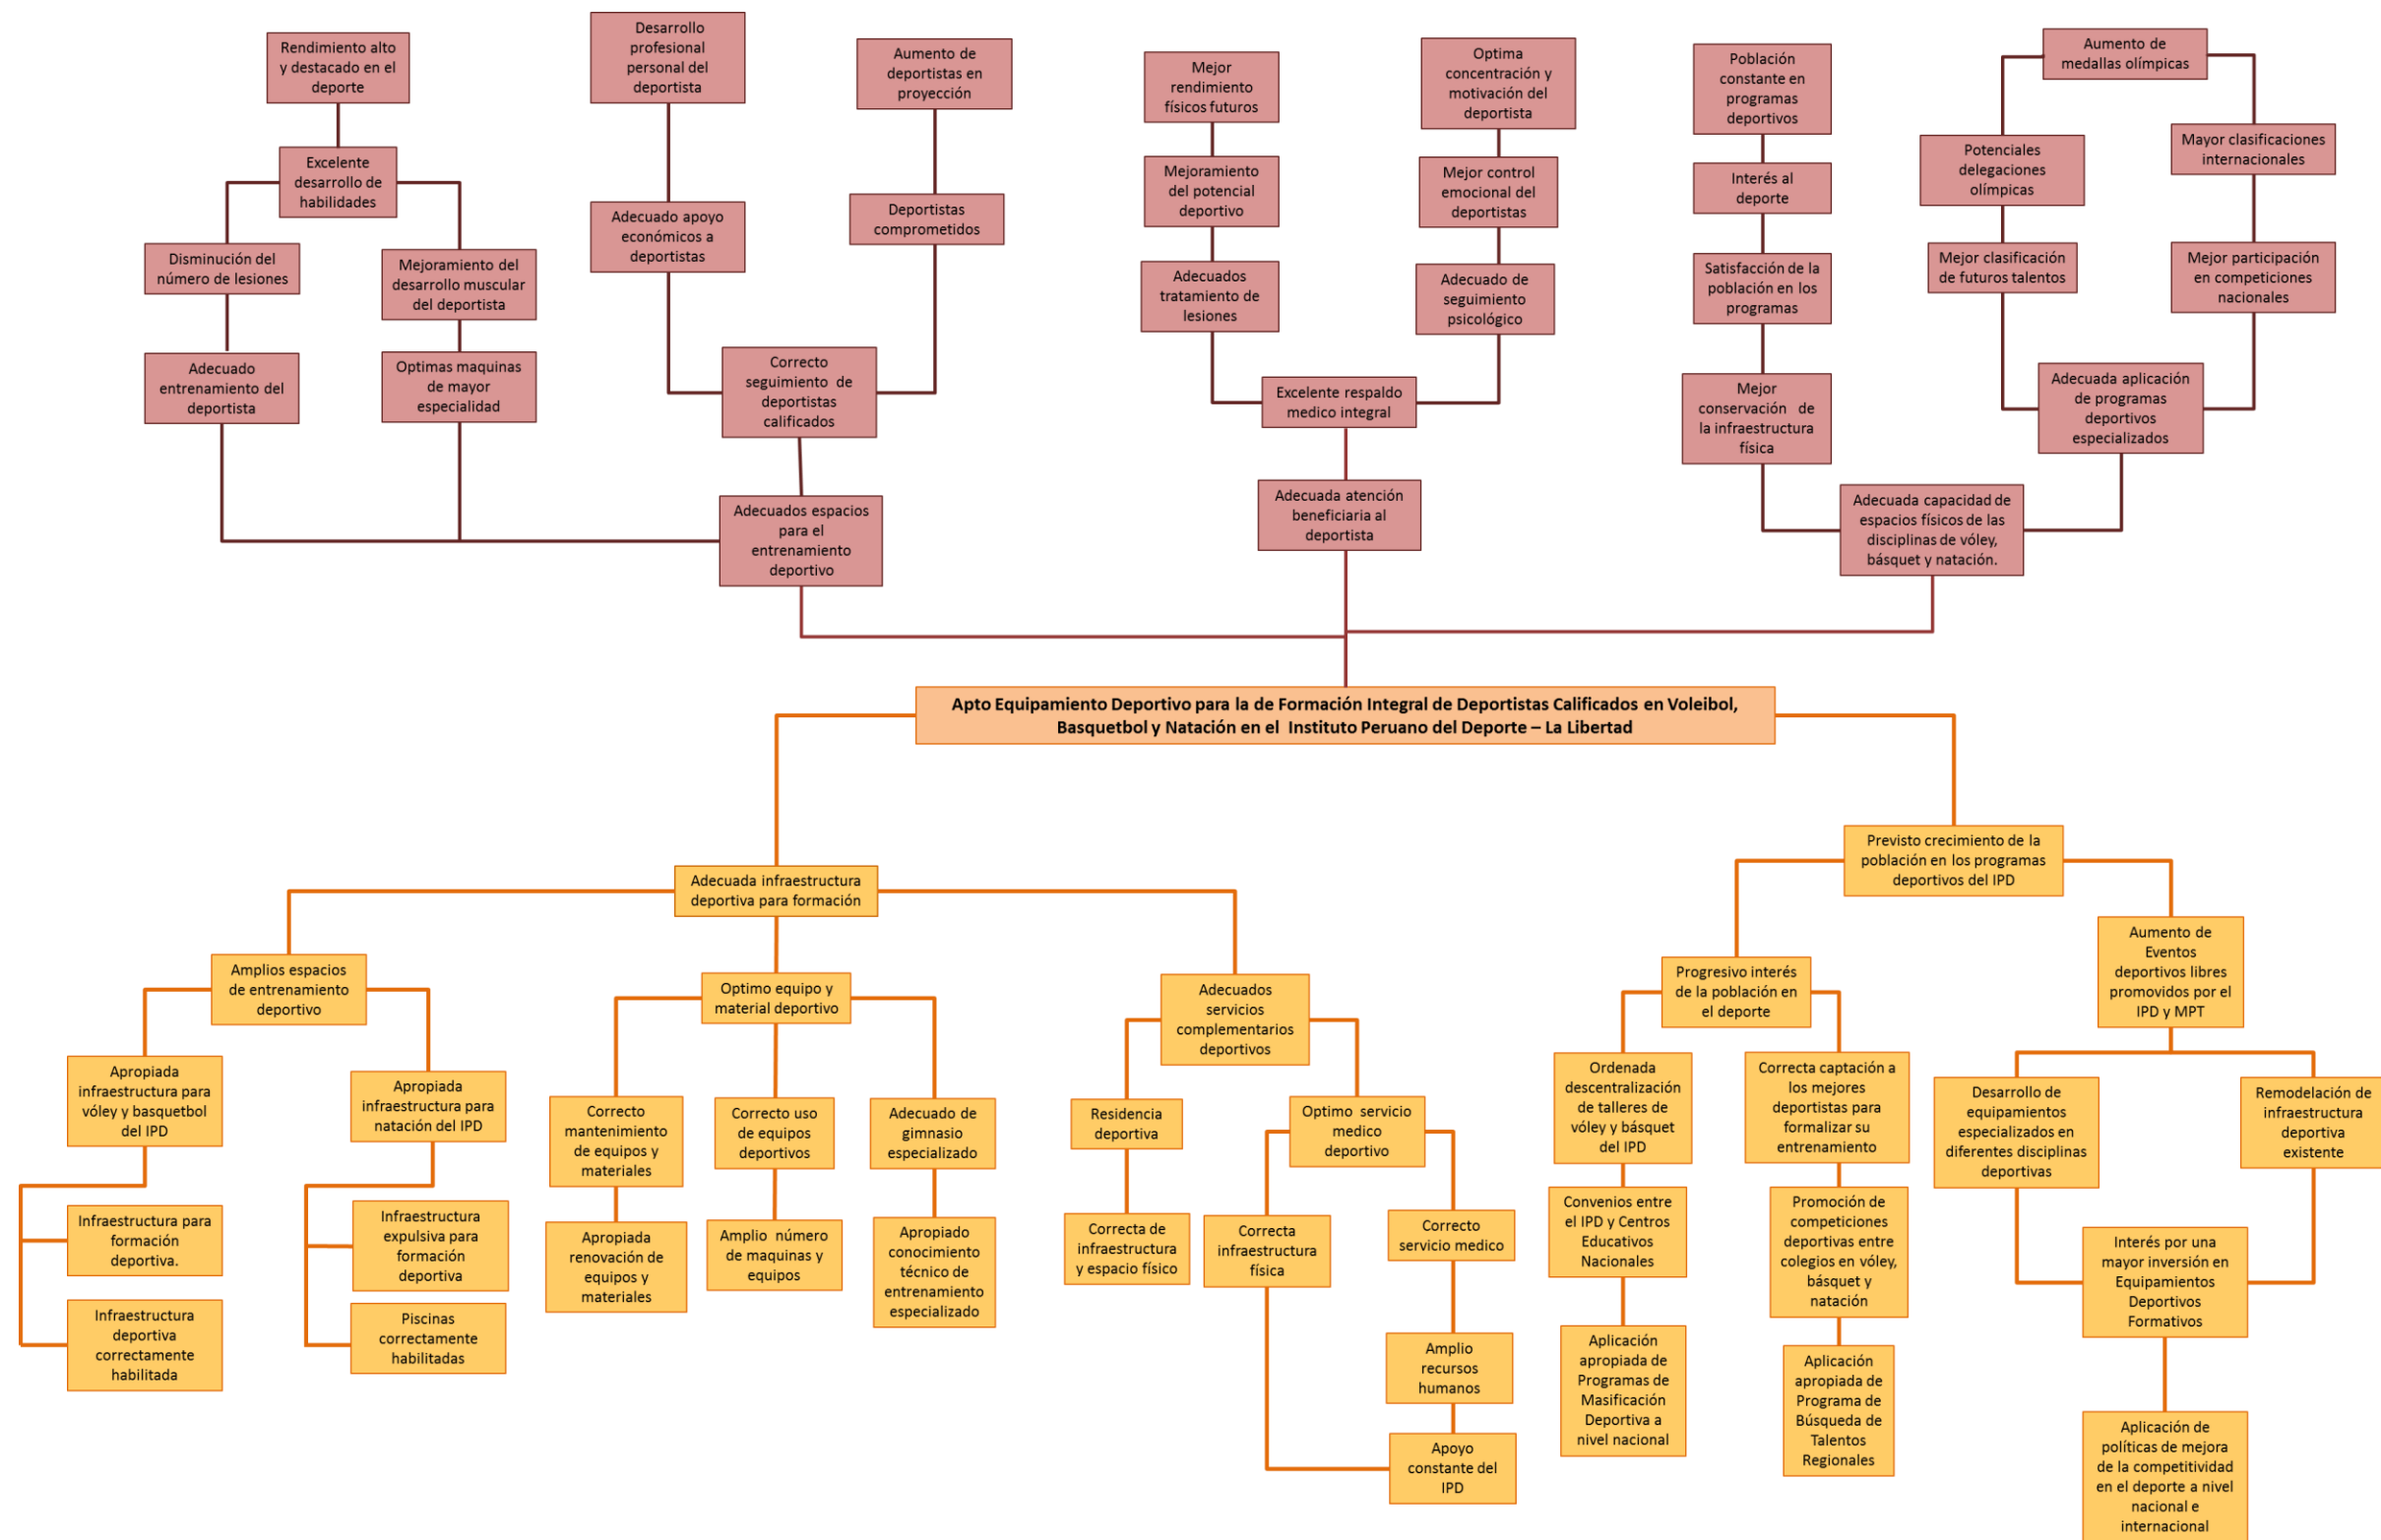 Rendimiento alto
y destacado en el
deporte
Desarrollo
profesional
personal del
deportista
Aumento de
deportistas en
proyección
Mejor
rendimiento
físicos futuros
Optima
concentración y
motivación del
deportista
Población
constante en
programas
deportivos
Aumento de
medallas olímpicas
Excelente
desarrollo de
habilidades
Mejoramiento
del potencial
deportivo
Mejor control
emocional del
deportistas
Interés al
deporte
Potenciales
delegaciones
olímpicas
Mayor clasificaciones
internacionales
Adecuado apoyo
económicos a
deportistas
Deportistas
comprometidos
Disminución del
número de lesiones
Mejoramiento del
desarrollo muscular
del deportista
Adecuados
tratamiento de
lesiones
Adecuado de
seguimiento
psicológico
Satisfacción de la
población en los
programas
Mejor clasificación
de futuros talentos
Mejor participación
en competiciones
nacionales
Adecuado
entrenamiento del
deportista
Optimas maquinas
de mayor
especialidad
Correcto
seguimiento de
deportistas
calificados
Excelente respaldo
medico integral
Mejor
conservación de
la infraestructura
física
Adecuada aplicación
de programas
deportivos
especializados
Adecuados espacios
para el
entrenamiento
deportivo
Adecuada atención
beneficiaria al
deportista
Adecuada capacidad de
espacios físicos de las
disciplinas de vóley,
básquet y natación.
Apto Equipamiento Deportivo para la de Formación Integral de Deportistas Calificados en Voleibol,
Basquetbol y Natación en el Instituto Peruano del Deporte – La Libertad
Previsto crecimiento de la
población en los programas
deportivos del IPD
Adecuada infraestructura
deportiva para formación
Amplios espacios
de entrenamiento
deportivo
Optimo equipo y
material deportivo
Adecuados
servicios
complementarios
deportivos
Progresivo interés
de la población en
el deporte
Aumento de
Eventos
deportivos libres
promovidos por el
IPD y MPT
Apropiada
infraestructura para
vóley y basquetbol
del IPD
Apropiada
infraestructura para
natación del IPD
Correcto
mantenimiento
de equipos y
materiales
Correcto uso
de equipos
deportivos
Adecuado de
gimnasio
especializado
Residencia
deportiva
Optimo servicio
medico
deportivo
Ordenada
descentralización
de talleres de
vóley y básquet
del IPD
Correcta captación a
los mejores
deportistas para
formalizar su
entrenamiento
Desarrollo de
equipamientos
especializados en
diferentes disciplinas
deportivas
Remodelación de
infraestructura
deportiva
existente
Infraestructura para
formación
deportiva.
Infraestructura
expulsiva para
formación
deportiva
Apropiada
renovación de
equipos y
materiales
Amplio número
de maquinas y
equipos
Apropiado
conocimiento
técnico de
entrenamiento
especializado
Correcta de
infraestructura
y espacio físico
Correcta
infraestructura
física
Correcto
servicio medico
Convenios entre
el IPD y Centros
Educativos
Nacionales
Promoción de
competiciones
deportivas entre
colegios en vóley,
básquet y
natación
Interés por una
mayor inversión en
Equipamientos
Deportivos
Formativos
Infraestructura
deportiva
correctamente
habilitada
Piscinas
correctamente
habilitadas
Amplio
recursos
humanos
Aplicación
apropiada de
Programas de
Masificación
Deportiva a
nivel nacional
Aplicación
apropiada de
Programa de
Búsqueda de
Talentos
Regionales
Apoyo
constante del
IPD
Aplicación de
políticas de mejora
de la competitividad
en el deporte a nivel
nacional e
internacional